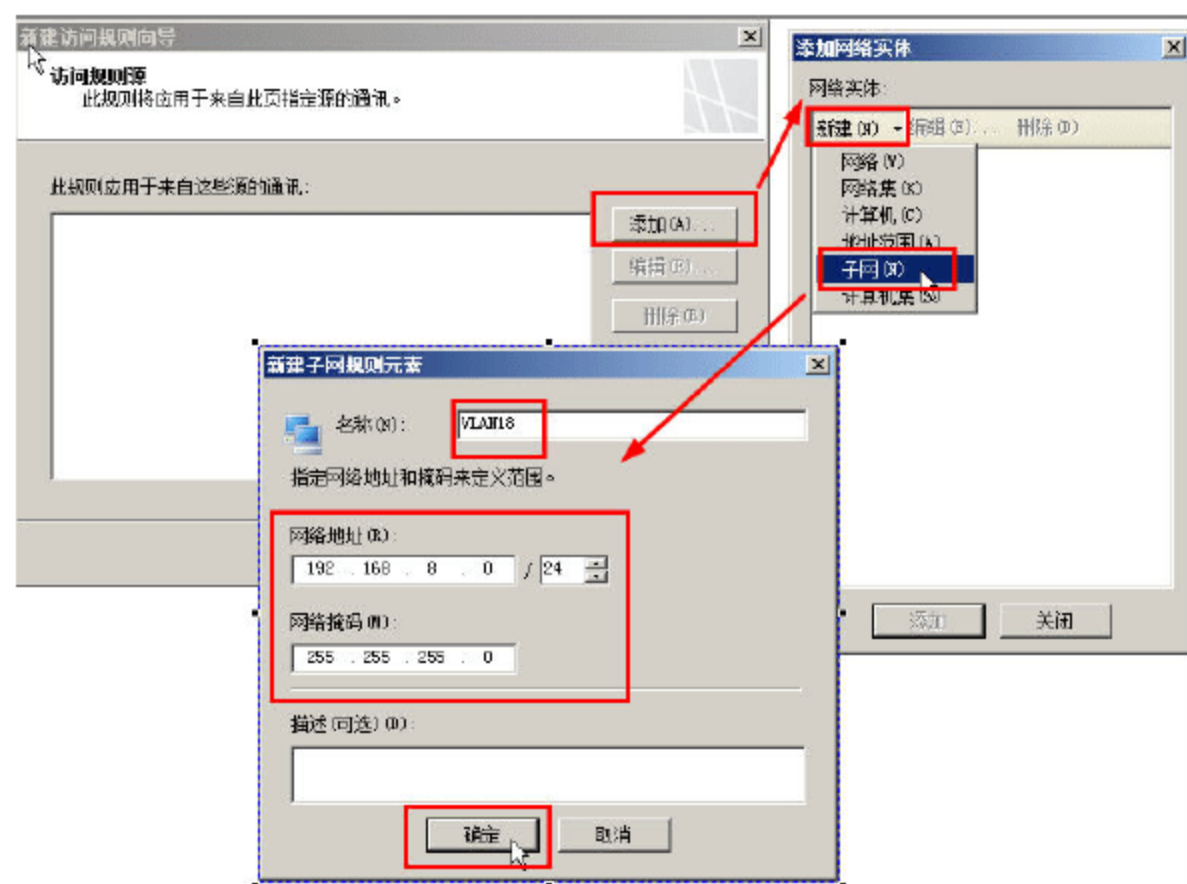 新建访问规则向导
访问规则源
此规则将应用于来自此页指定源的通讯。
此规则应用于来自这些源的通讯:
添加(A)...
编辑(E)...
删除(R)
添加网络实体
网络实体:
新建(N) 编辑(E)... 删除(D)
网络(W)
网络集(K)
计算机(C)
地址范围(A)
子网(N)
计算机集(S)
添加
关闭
新建子网规则元素
名称(N):
VLAN18
指定网络地址和掩码来定义范围。
网络地址(R):
192 . 168 . 8 . 0 / 24
网络掩码(M):
255 . 255 . 255 . 0
描述(可选)(D):
确定
取消